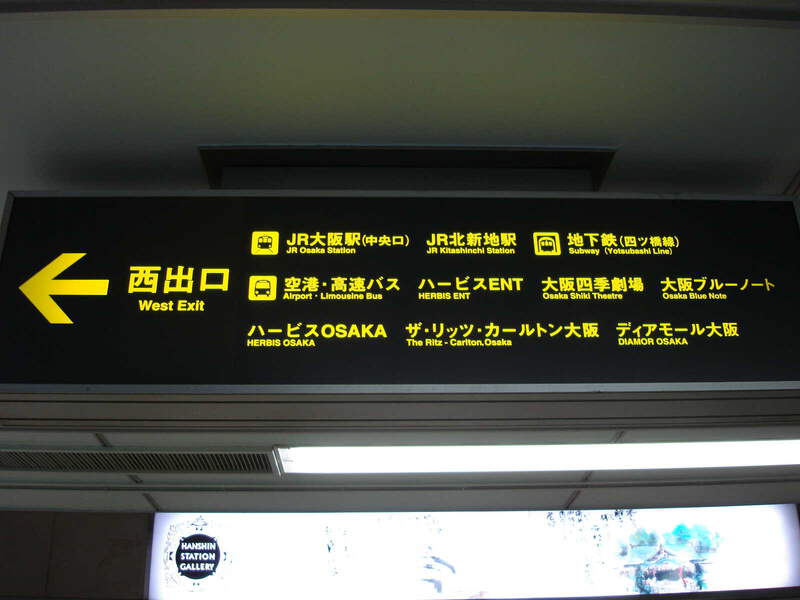 西出口
West Exit
JR大阪駅(中央口) JR北新地駅 地下鉄(四ツ橋線)
JR Osaka Station JR Kitashinchi Station Subway (Yotsubashi Line)
空港・高速バス ハービスENT 大阪四季劇場 大阪ブルーノート
Airport・Limousine Bus HERBIS ENT Osaka Shiki Theatre Osaka Blue Note
ハービスOSAKA ザ・リッツ・カールトン大阪 ディアモール大阪
HERBIS OSAKA The Ritz - Carlton,Osaka DIAMOR OSAKA
HANSHIN
STATION
GALLERY